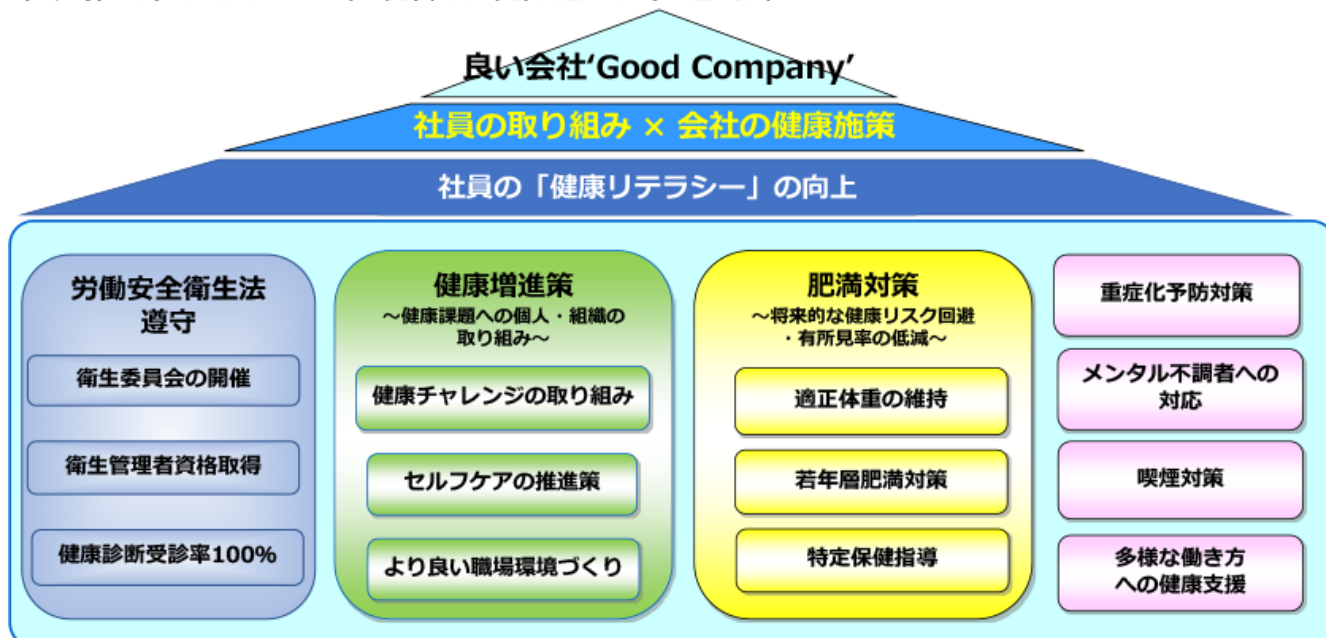 良い会社‘Good Company’
社員の取り組み × 会社の健康施策
社員の「健康リテラシー」の向上
労働安全衛生法
遵守
衛生委員会の開催
衛生管理者資格取得
健康診断受診率100%
健康増進策
～健康課題への個人・組織の
取り組み～
健康チャレンジの取り組み
セルフケアの推進策
より良い職場環境づくり
肥満対策
～将来的な健康リスク回避
・有所見率の低減～
適正体重の維持
若年層肥満対策
特定保健指導
重症化予防対策
メンタル不調者への
対応
喫煙対策
多様な働き方
への健康支援